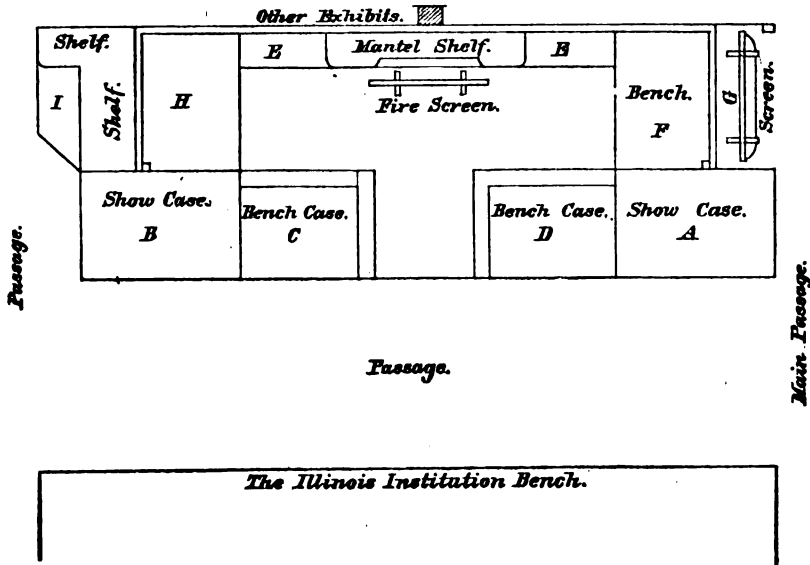 Other Exhibits.
Shelf.
E
Mantel Shelf.
E
I
Shelf.
H
Fire Screen.
Bench.
F
G
Screen.
Show Case.
B
Bench Case.
C
Bench Case.
D
Show Case.
A
Passage.
Main Passage.
Passage.
The Illinois Institution Bench.